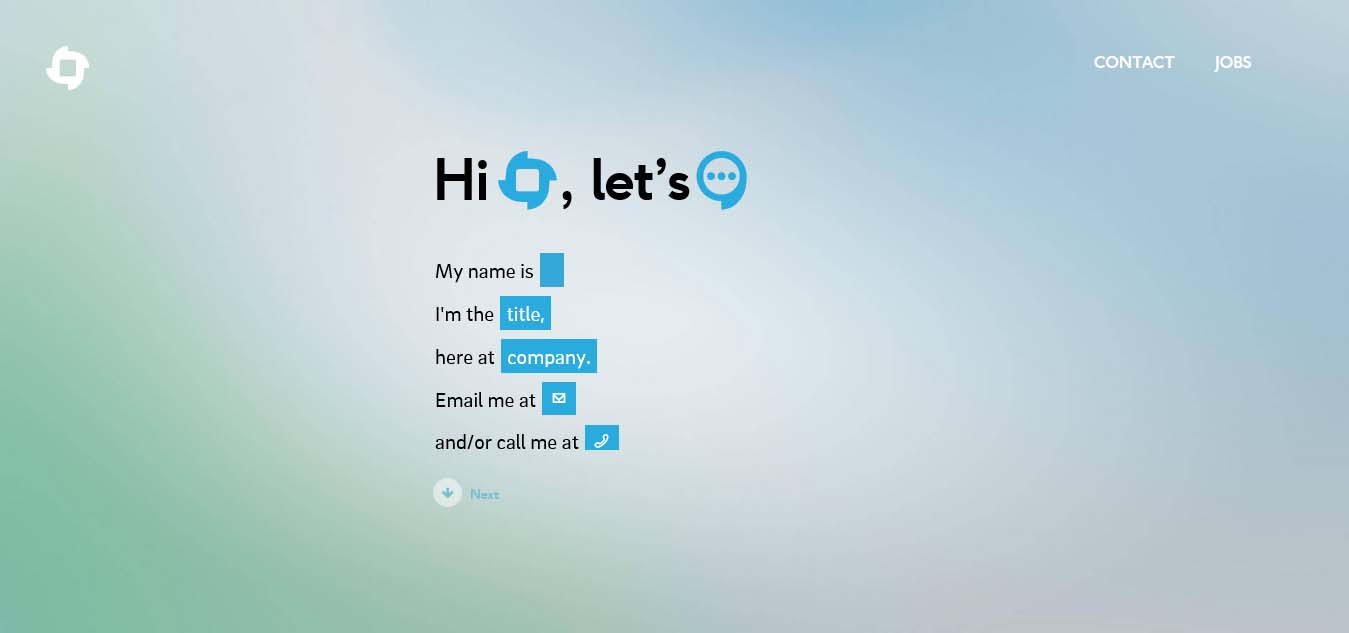 CONTACT JOBS
Hi , let’s
My name is
I'm the title,
here at company.
Email me at
and/or call me at
Next